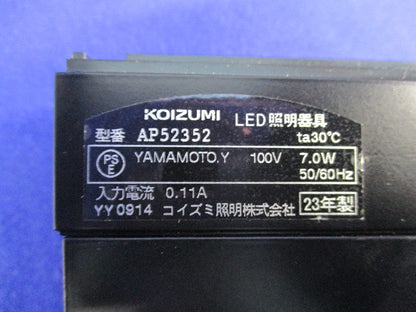 KOIZUMI LED照明器具
型番 AP52352 ta30℃
PS E YAMAMOTO.Y 100V 7.0W
50/60Hz
入力電流 0.11A
YY0914 コイズミ照明株式会社 23年製